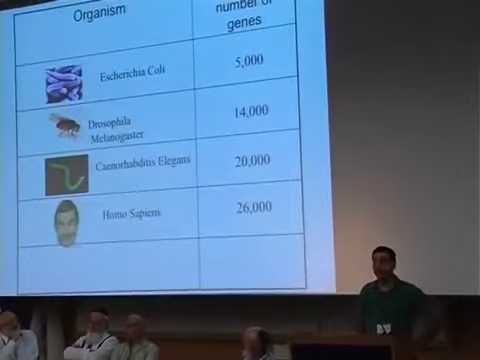 Organism
number of
genes
Escherichia Coli
5,000
Drosophila
Melanogaster
14,000
Caenorhabditis Elegans
20,000
Homo Sapiens
26,000